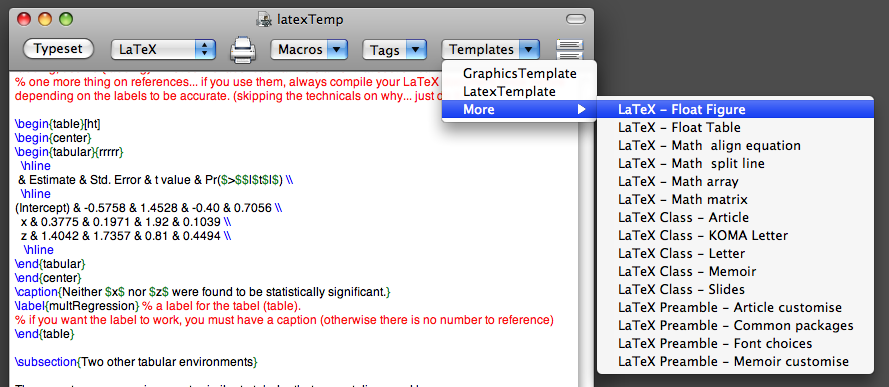 latexTemp
Typeset LaTeX Macros Tags Templates
% one more thing on references... if you use them, always compile your LaTeX
depending on the labels to be accurate. (skipping the technicals on why... just
\begin{table}[ht]
\begin{center}
\begin{tabular}{rrrrr}
\hline
& Estimate & Std. Error & t value & Pr($>$$|$t$|$) \\
\hline
(Intercept) & -0.5758 & 1.4528 & -0.40 & 0.7056 \\
x & 0.3775 & 0.1971 & 1.92 & 0.1039 \\
z & 1.4042 & 1.7357 & 0.81 & 0.4494 \\
\hline
\end{tabular}
\end{center}
\caption{Neither $x$ nor $z$ were found to be statistically significant.}
\label{multRegression} % a label for the tabel (table).
% if you want the label to work, you must have a caption (otherwise there is no number to reference)
\end{table}
\subsection{Two other tabular environments}
GraphicsTemplate
LatexTemplate
More
LaTeX – Float Figure
LaTeX – Float Table
LaTeX – Math  align equation
LaTeX – Math  split line
LaTeX – Math array
LaTeX – Math matrix
LaTeX Class – Article
LaTeX Class – KOMA Letter
LaTeX Class – Letter
LaTeX Class – Memoir
LaTeX Class – Slides
LaTeX Preamble – Article customise
LaTeX Preamble – Common packages
LaTeX Preamble – Font choices
LaTeX Preamble – Memoir customise